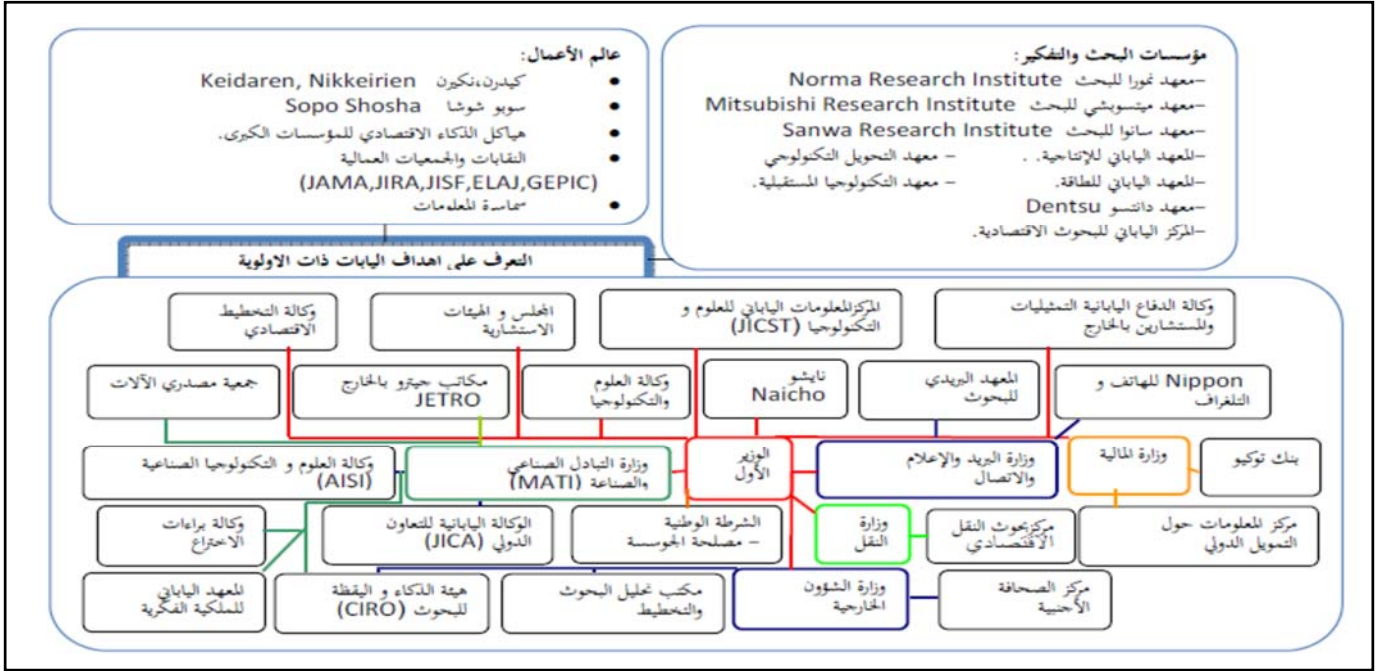 مؤسسات البحث والتفكير:
-معهد نمورا للبحث Norma Research Institute
-معهد ميتسوبشي للبحث Mitsubishi Research Institute
-معهد سانوا للبحث Sanwa Research Institute
-المعهد الياباني للإنتاجية. . - معهد التحويل التكنولوجي
-المعهد الياباني للطاقة. - معهد التكنولوجيا المستقبلية.
-معهد دانتسو Dentsu
-المركز الياباني للبحوث الاقتصادية.
عالم الأعمال:
● كيدرن،نكيرن Keidaren, Nikkeirien
● سوبو شوشا Sopo Shosha
● هياكل الذكاء الاقتصادي للمؤسسات الكبرى.
● النقابات والجمعيات العمالية
(JAMA,JIRA,JISF,ELAJ,GEPIC)
● سماسرة المعلومات
التعرف على اهداف اليابات ذات الاولوية
وكالة الدفاع اليابانية التمثيليات
والمستشارين بالخارج
المركزالمعلومات الياباني للعلوم و
التكنولوجيا (JICST)
المجلس و الهيئات
الاستشارية
وكالة التخطيط
الاقتصادي
Nippon للهاتف و
التلغراف
المعهد البريدي
للبحوث
نايشو
Naicho
وكالة العلوم
والتكنولوجيا
مكاتب جيترو بالخارج
JETRO
جمعية مصدري الآلات
بنك توكيو
وزارة المالية
وزارة البريد والإعلام
والاتصال
الوزير
الأول
وزارة التبادل الصناعي
والصناعة (MATI)
وكالة العلوم و التكنولوجيا الصناعية
(AISI)
مركز المعلومات حول
التمويل الدولي
مركزبحوث النقل
الاقتصادي
وزارة
النقل
الشرطة الوطنية
- مصلحة الجوسسة
الوكالة اليابانية للتعاون
الدولي (JICA)
وكالة براءات
الاختراع
مركز الصحافة
الأجنبية
وزارة الشؤون
الخارجية
مكتب تحليل البحوث
والتخطيط
هيئة الذكاء و اليقظة
للبحوث (CIRO)
المعهد الياباني
للملكية الفكرية